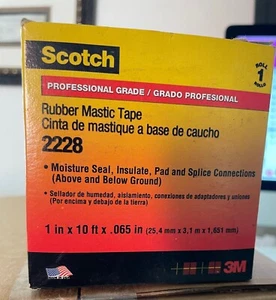 Scotch
ROLL
1
PROFESSIONAL GRADE / GRADO PROFESIONAL
Rubber Mastic Tape
Cinta de mastique a base de caucho
2228
• Moisture Seal, Insulate, Pad and Splice Connections
(Above and Below Ground)
• Sellador de humedad, aislamiento, conexiones de adaptadores y uniones
(Por encima y debajo de la tierra)
1 in x 10 ft x .065 in (25,4 mm x 3,1 m x 1,651 mm)
3M